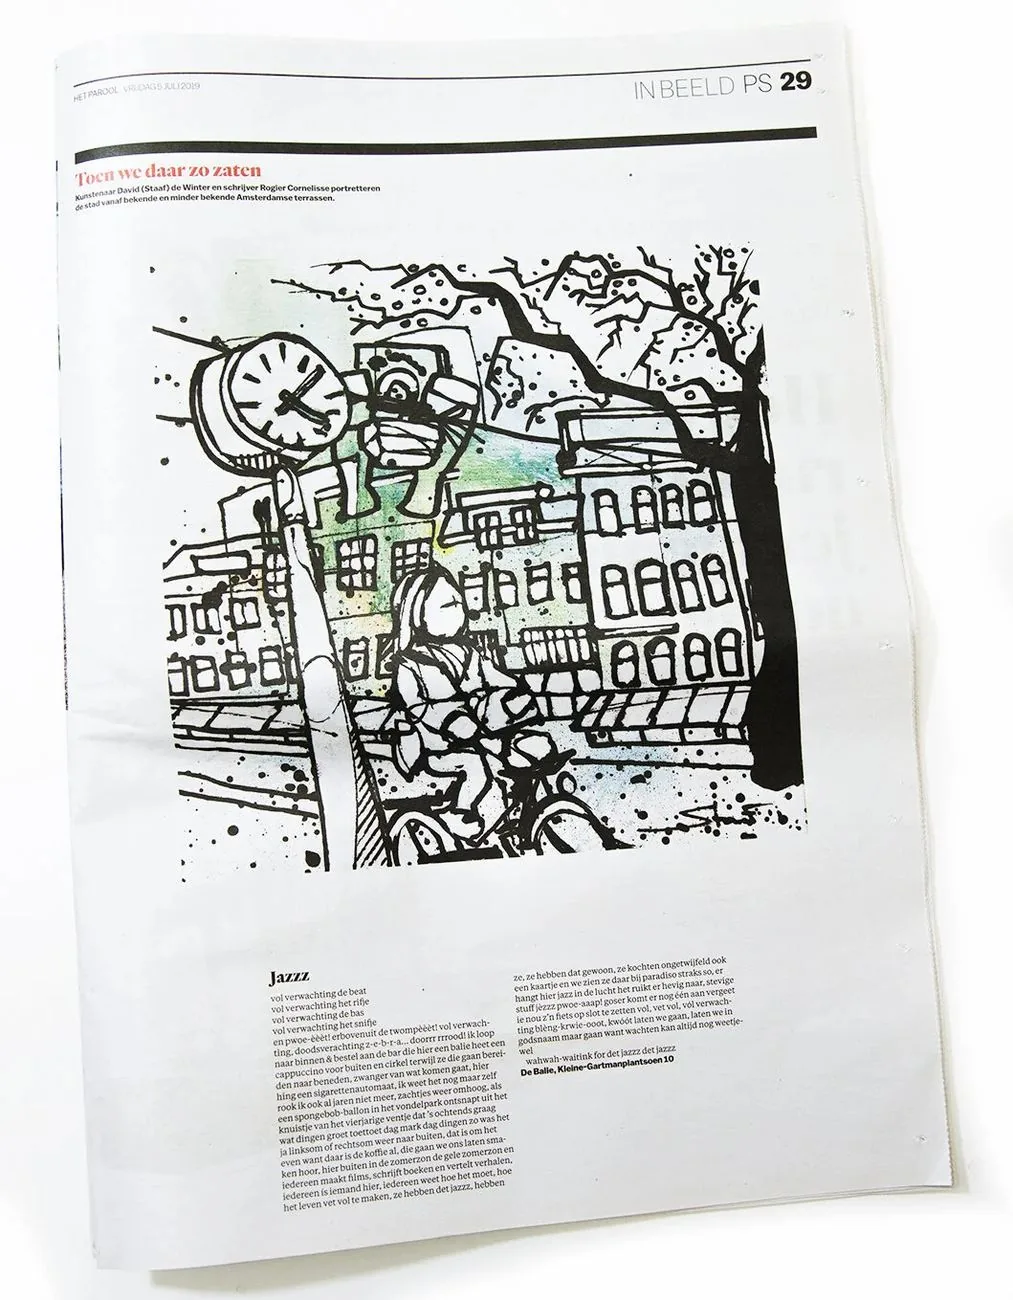 HET PAROOL VRIJDAG 5 JULI 2019
IN BEELD PS 29
Toen we daar zo zaten
Kunstenaar David (Staaf) de Winter en schrijver Rogier Cornelisse portretteren
de stad vanaf bekende en minder bekende Amsterdamse terrassen.
Staaf
Jazzz
vol verwachting de beat
vol verwachting het rifje
vol verwachting de bas
vol verwachting het snifje
en pwoe-èèèt! erbovenuit de twompèèèt! vol verwach-
ting, doodsverachting z-e-b-r-a... doorrr rrrood! ik loop
naar binnen & bestel aan de bar die hier een balie heet een
cappuccino voor buiten en cirkel terwijl ze die gaan berei-
den naar beneden, zwanger van wat komen gaat, hier
hing een sigarettenautomaat, ik weet het nog maar zelf
rook ik ook al jaren niet meer, zachtjes weer omhoog, als
een spongebob-ballon in het vondelpark ontsnapt uit het
knuistje van het vierjarige ventje dat 's ochtends graag
wat dingen groet toettoet dag mark dag dingen zo was het
ja linksom of rechtsom weer naar buiten, dat is om het
even want daar is de koffie al, die gaan we ons laten sma-
ken hoor, hier buiten in de zomerzon de gele zomerzon en
iedereen maakt films, schrijft boeken en vertelt verhalen,
iedereen ís iemand hier, iedereen weet hoe het moet, hoe
het leven vet vol te maken, ze hebben det jazzz, hebben
ze, ze hebben dat gewoon, ze kochten ongetwijfeld ook
een kaartje en we zien ze daar bij paradiso straks so, er
hangt hier jazz in de lucht het ruikt er hevig naar, stevige
stuff jèzzz pwoe-aaap! goser komt er nog één aan vergeet
ie nou z'n fiets op slot te zetten vol, vet vol, vól verwach-
ting blèng-krwie-ooot, kwóót laten we gaan, laten we in
godsnaam maar gaan want wachten kan altijd nog weetje-
wel
wahwah-waitink for det jazzz det jazzz
De Balie, Kleine-Gartmanplantsoen 10